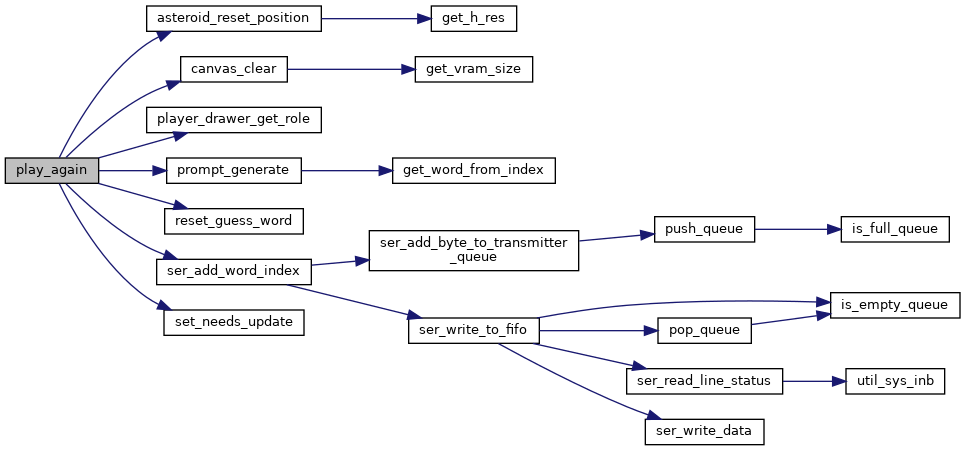 asteroid_reset_position
get_h_res
canvas_clear
get_vram_size
player_drawer_get_role
play_again
prompt_generate
get_word_from_index
reset_guess_word
push_queue
is_full_queue
ser_add_byte_to_transmitter
_queue
ser_add_word_index
is_empty_queue
set_needs_update
ser_write_to_fifo
pop_queue
ser_read_line_status
util_sys_inb
ser_write_data